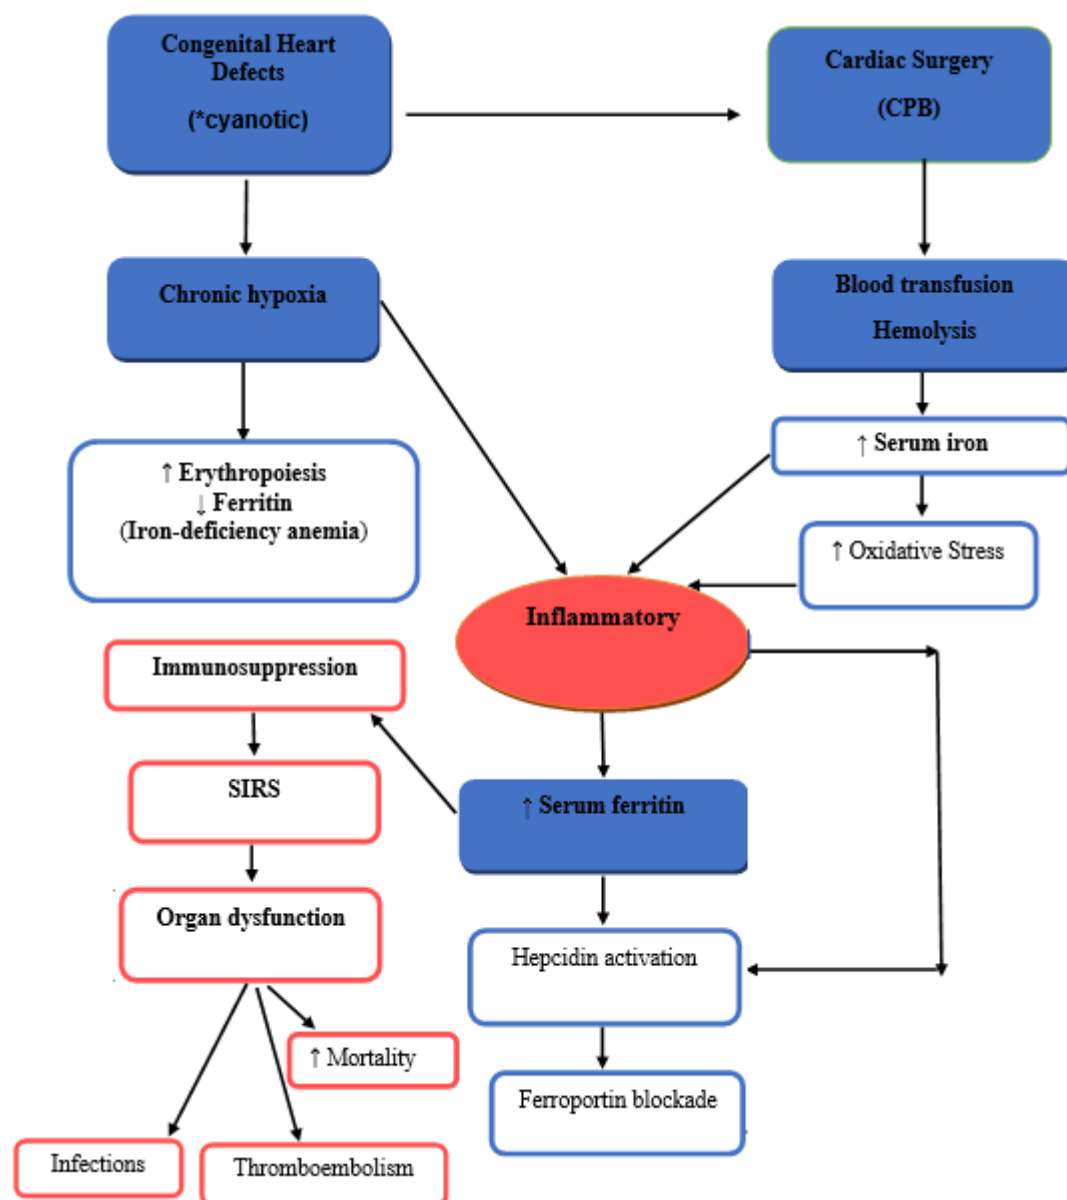 Congenital Heart
Defects
(*cyanotic)
Cardiac Surgery
(CPB)
Chronic hypoxia
Blood transfusion
Hemolysis
↑ Erythropoiesis
↓ Ferritin
(Iron-deficiency anemia)
↑ Serum iron
↑ Oxidative Stress
Inflammatory
Immunosuppression
SIRS
↑ Serum ferritin
Organ dysfunction
Hepcidin activation
↑ Mortality
Ferroportin blockade
Infections
Thromboembolism